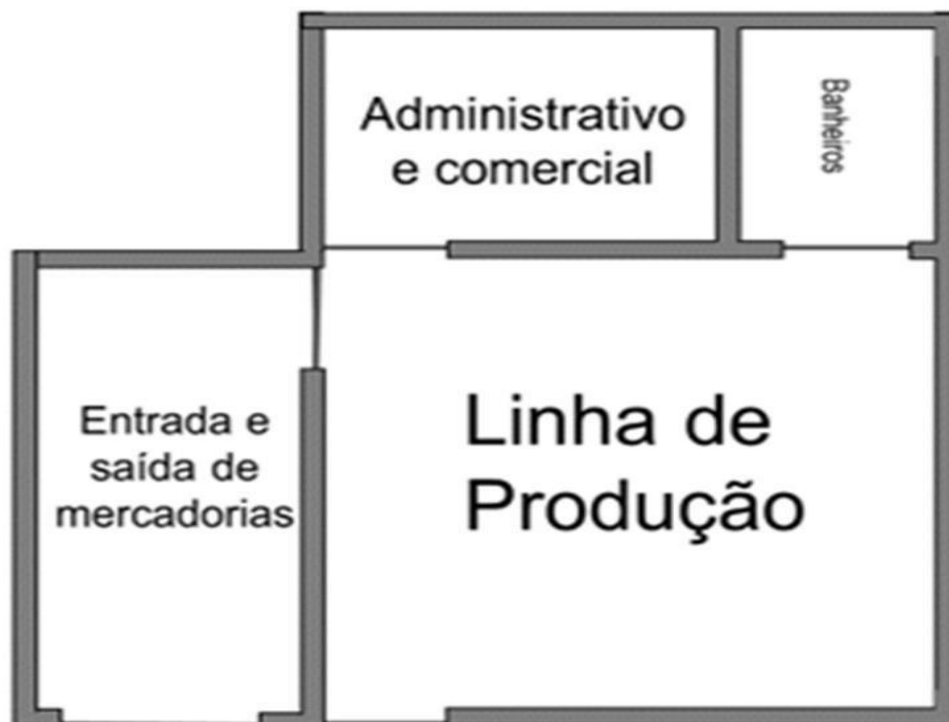 Administrativo
e comercial
Banheiros
Entrada e
saída de
mercadorias
Linha de
Produção